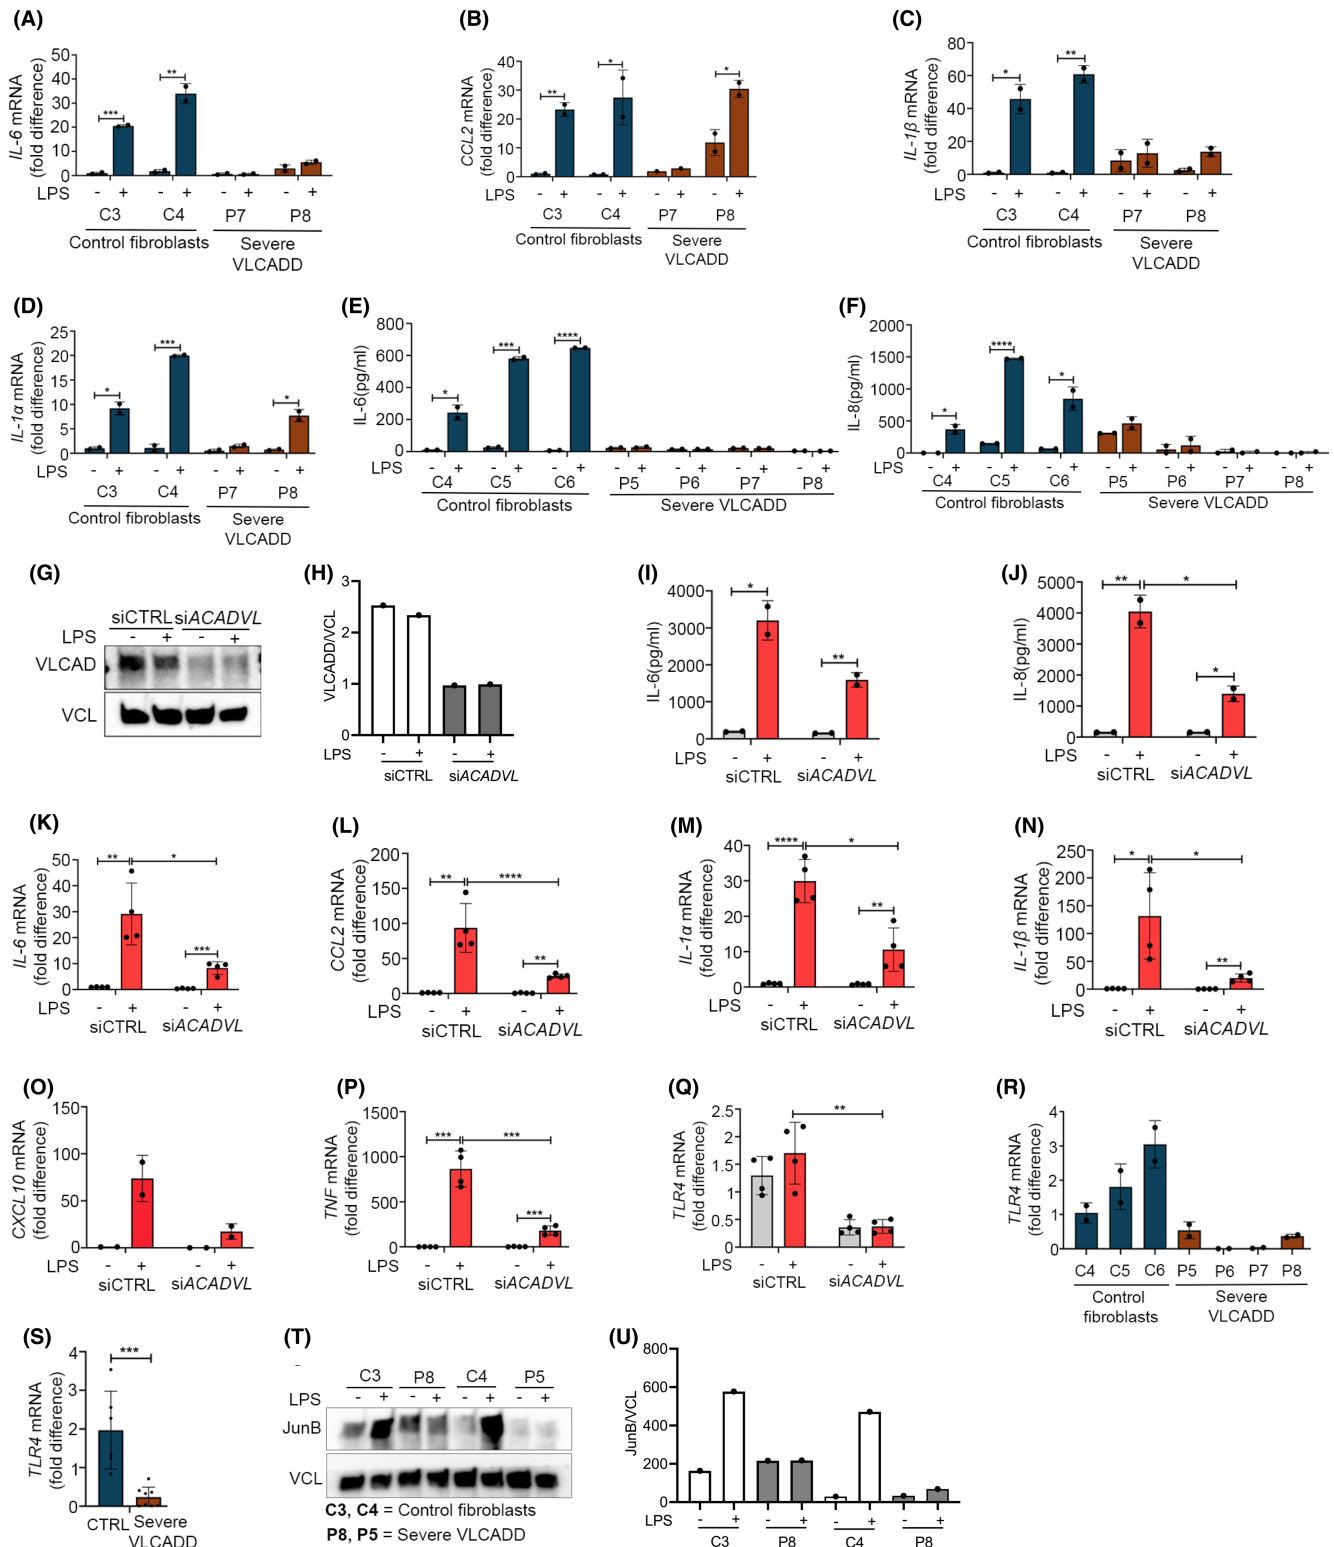 (A)
IL-6 mRNA
(fold difference)
50
40
30
20
10
0
***
**
LPS - + - + - + - +
C3 C4 P7 P8
Control fibroblasts Severe
VLCADD
(B)
CCL2 mRNA
(fold difference)
40
30
20
10
0
**
*
*
LPS - + - + - + - +
C3 C4 P7 P8
Control fibroblasts Severe
VLCADD
(C)
IL-1β mRNA
(fold difference)
80
60
40
20
0
*
**
LPS - + - + - + - +
C3 C4 P7 P8
Control fibroblasts Severe
VLCADD
(D)
IL-1α mRNA
(fold difference)
25
20
15
10
5
0
*
***
*
LPS - + - + - + - +
C3 C4 P7 P8
Control fibroblasts Severe
VLCADD
(E)
IL-6(pg/ml)
800
600
400
200
0
*
***
****
LPS - + - + - + - + - + - + - +
C4 C5 C6 P5 P6 P7 P8
Control fibroblasts Severe VLCADD
(F)
IL-8(pg/ml)
2000
1500
1000
500
0
*
****
*
LPS - + - + - + - + - + - + - +
C4 C5 C6 P5 P6 P7 P8
Control fibroblasts Severe VLCADD
(G)
siCTRL siACADVL
LPS - + - +
VLCAD
VCL
(H)
VLCADD/VCL
3
2
1
0
LPS - + - +
siCTRL siACADVL
(I)
IL-6(pg/ml)
4000
3000
2000
1000
0
*
**
LPS - + - +
siCTRL siACADVL
(J)
IL-8(pg/ml)
5000
4000
3000
2000
1000
0
** *
*
LPS - + - +
siCTRL siACADVL
(K)
IL-6 mRNA
(fold difference)
50
40
30
20
10
0
** *
***
LPS - + - +
siCTRL siACADVL
(L)
CCL2 mRNA
(fold difference)
200
150
100
50
0
** ****
**
LPS - + - +
siCTRL siACADVL
(M)
IL-1α mRNA
(fold difference)
40
30
20
10
0
**** *
**
LPS - + - +
siCTRL siACADVL
(N)
IL-1β mRNA
(fold difference)
250
200
150
100
50
0
* *
**
LPS - + - +
siCTRL siACADVL
(O)
CXCL10 mRNA
(fold difference)
150
100
50
0
LPS - + - +
siCTRL siACADVL
(P)
TNF mRNA
(fold difference)
1500
1000
500
0
*** ***
***
LPS - + - +
siCTRL siACADVL
(Q)
TLR4 mRNA
(fold difference)
2.5
2
1.5
1
0.5
0
**
LPS - + - +
siCTRL siACADVL
(R)
TLR4 mRNA
(fold difference)
4
3
2
1
0
C4 C5 C6 P5 P6 P7 P8
Control Severe
fibroblasts VLCADD
(S)
TLR4 mRNA
(fold difference)
4
3
2
1
0
***
CTRL Severe
VLCADD
(T)
C3 P8 C4 P5
LPS - + - + - + - +
JunB
VCL
C3, C4 = Control fibroblasts
P8, P5 = Severe VLCADD
(U)
JunB/VCL
800
600
400
200
0
LPS - + - + - + - +
C3 P8 C4 P8